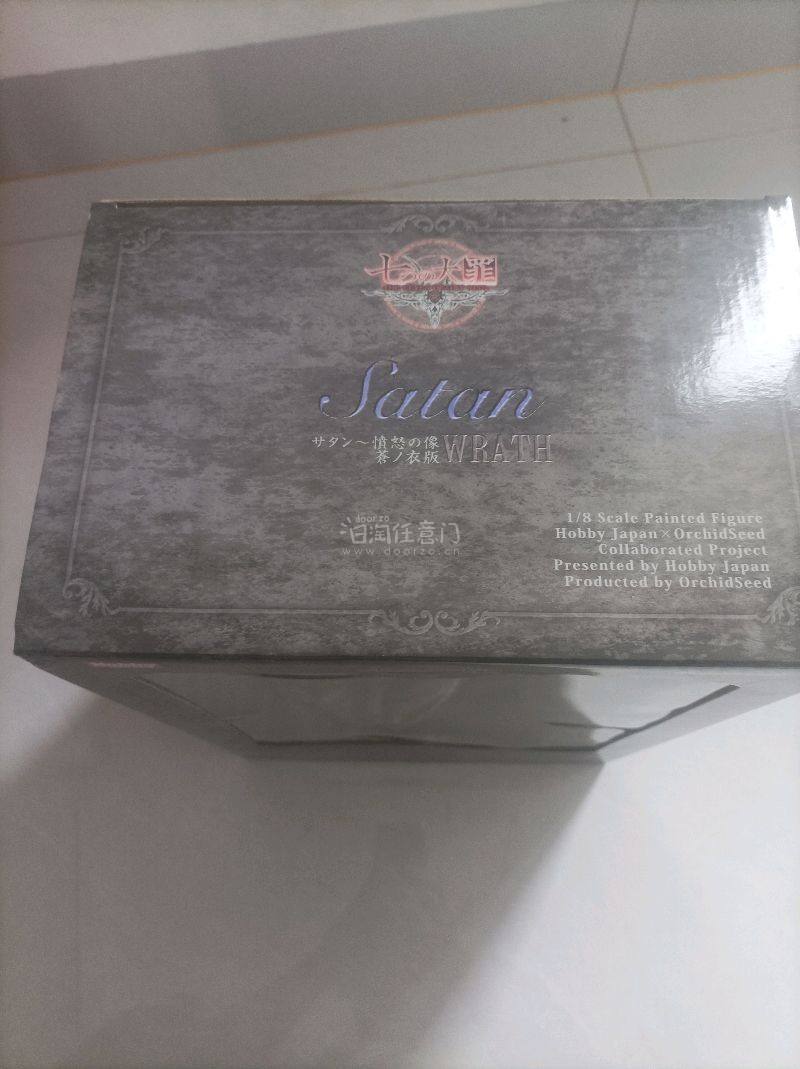 七つの大罪
Satan
サタン～憤怒の像
蒼ノ衣版
WRATH
doorzo
任意门
www.doorzo.cn
1/8 Scale Painted Figure
Hobby Japan×OrchidSeed
Collaborated Project
Presented by Hobby Japan
Producted by OrchidSeed